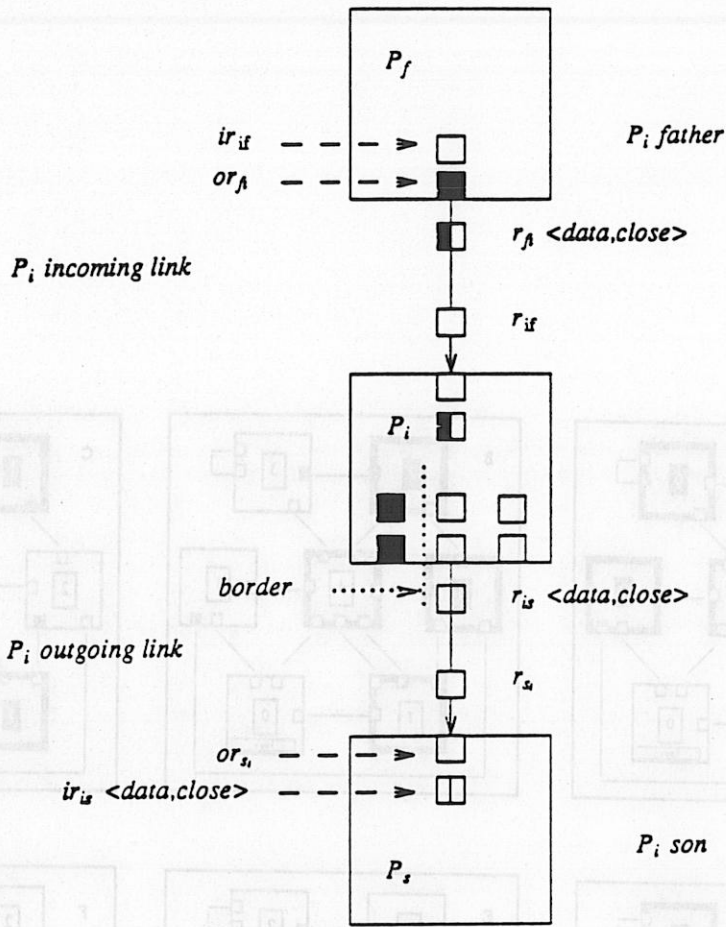 P_f
ir_if
P_i father
or_fi
r_fi <data,close>
P_i incoming link
r_if
P_i
border
r_is <data,close>
P_i outgoing link
r_si
or_si
ir_is <data,close>
P_i son
P_s